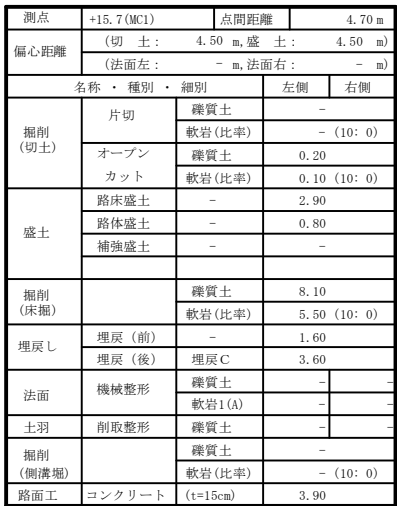 測点 +15.7(MC1) 点間距離 4.70 m
偏心距離 (切 土: 4.50 m,盛 土: 4.50 m)
(法面左: - m,法面右: - m)
名称 ・ 種別 ・ 細別 左側 右側
掘削(切土) 片切 礫質土 -
軟岩(比率) - (10: 0)
オープンカット 礫質土 0.20
軟岩(比率) 0.10 (10: 0)
盛土 路床盛土 - 2.90
路体盛土 - 0.80
補強盛土 - -
掘削(床掘) 礫質土 8.10
軟岩(比率) 5.50 (10: 0)
埋戻し 埋戻(前) - 1.60
埋戻(後) 埋戻C 3.60
法面 機械整形 礫質土 - -
軟岩1(A) - -
土羽 削取整形 礫質土 - -
掘削(側溝堀) 礫質土 -
軟岩(比率) - (10: 0)
路面工 コンクリート (t=15cm) 3.90